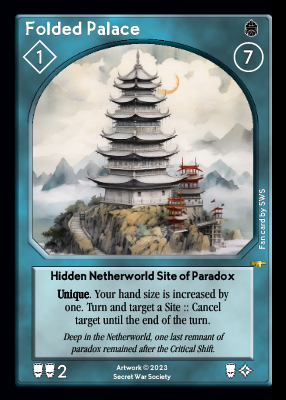 Folded Palace
1
7
Fan card by SWS
Hidden Netherworld Site of Paradox
Unique. Your hand size is increased by
one. Turn and target a Site :: Cancel
target until the end of the turn.
Deep in the Netherworld, one last remnant of
paradox remained after the Critical Shift.
2
Artwork © 2023
Secret War Society